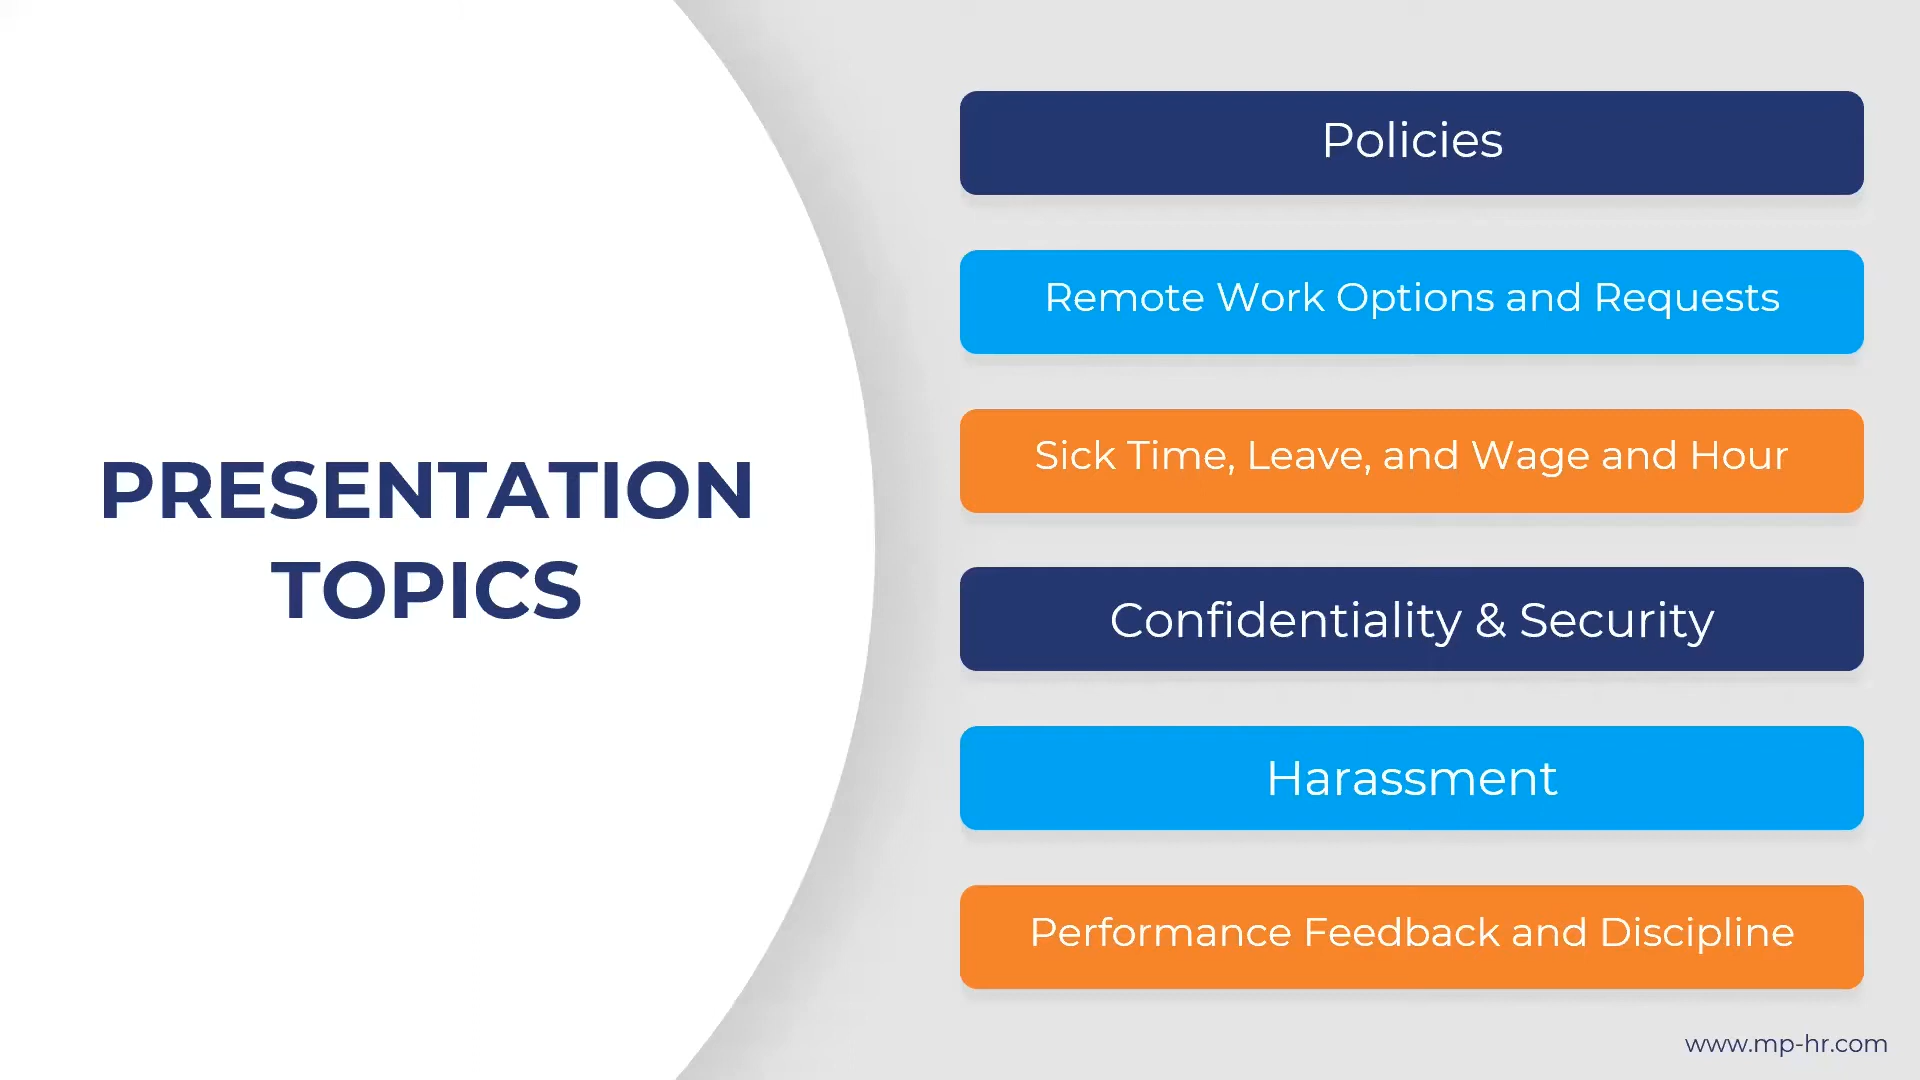 PRESENTATION
TOPICS
Policies
Remote Work Options and Requests
Sick Time, Leave, and Wage and Hour
Confidentiality & Security
Harassment
Performance Feedback and Discipline
www.mp-hr.com